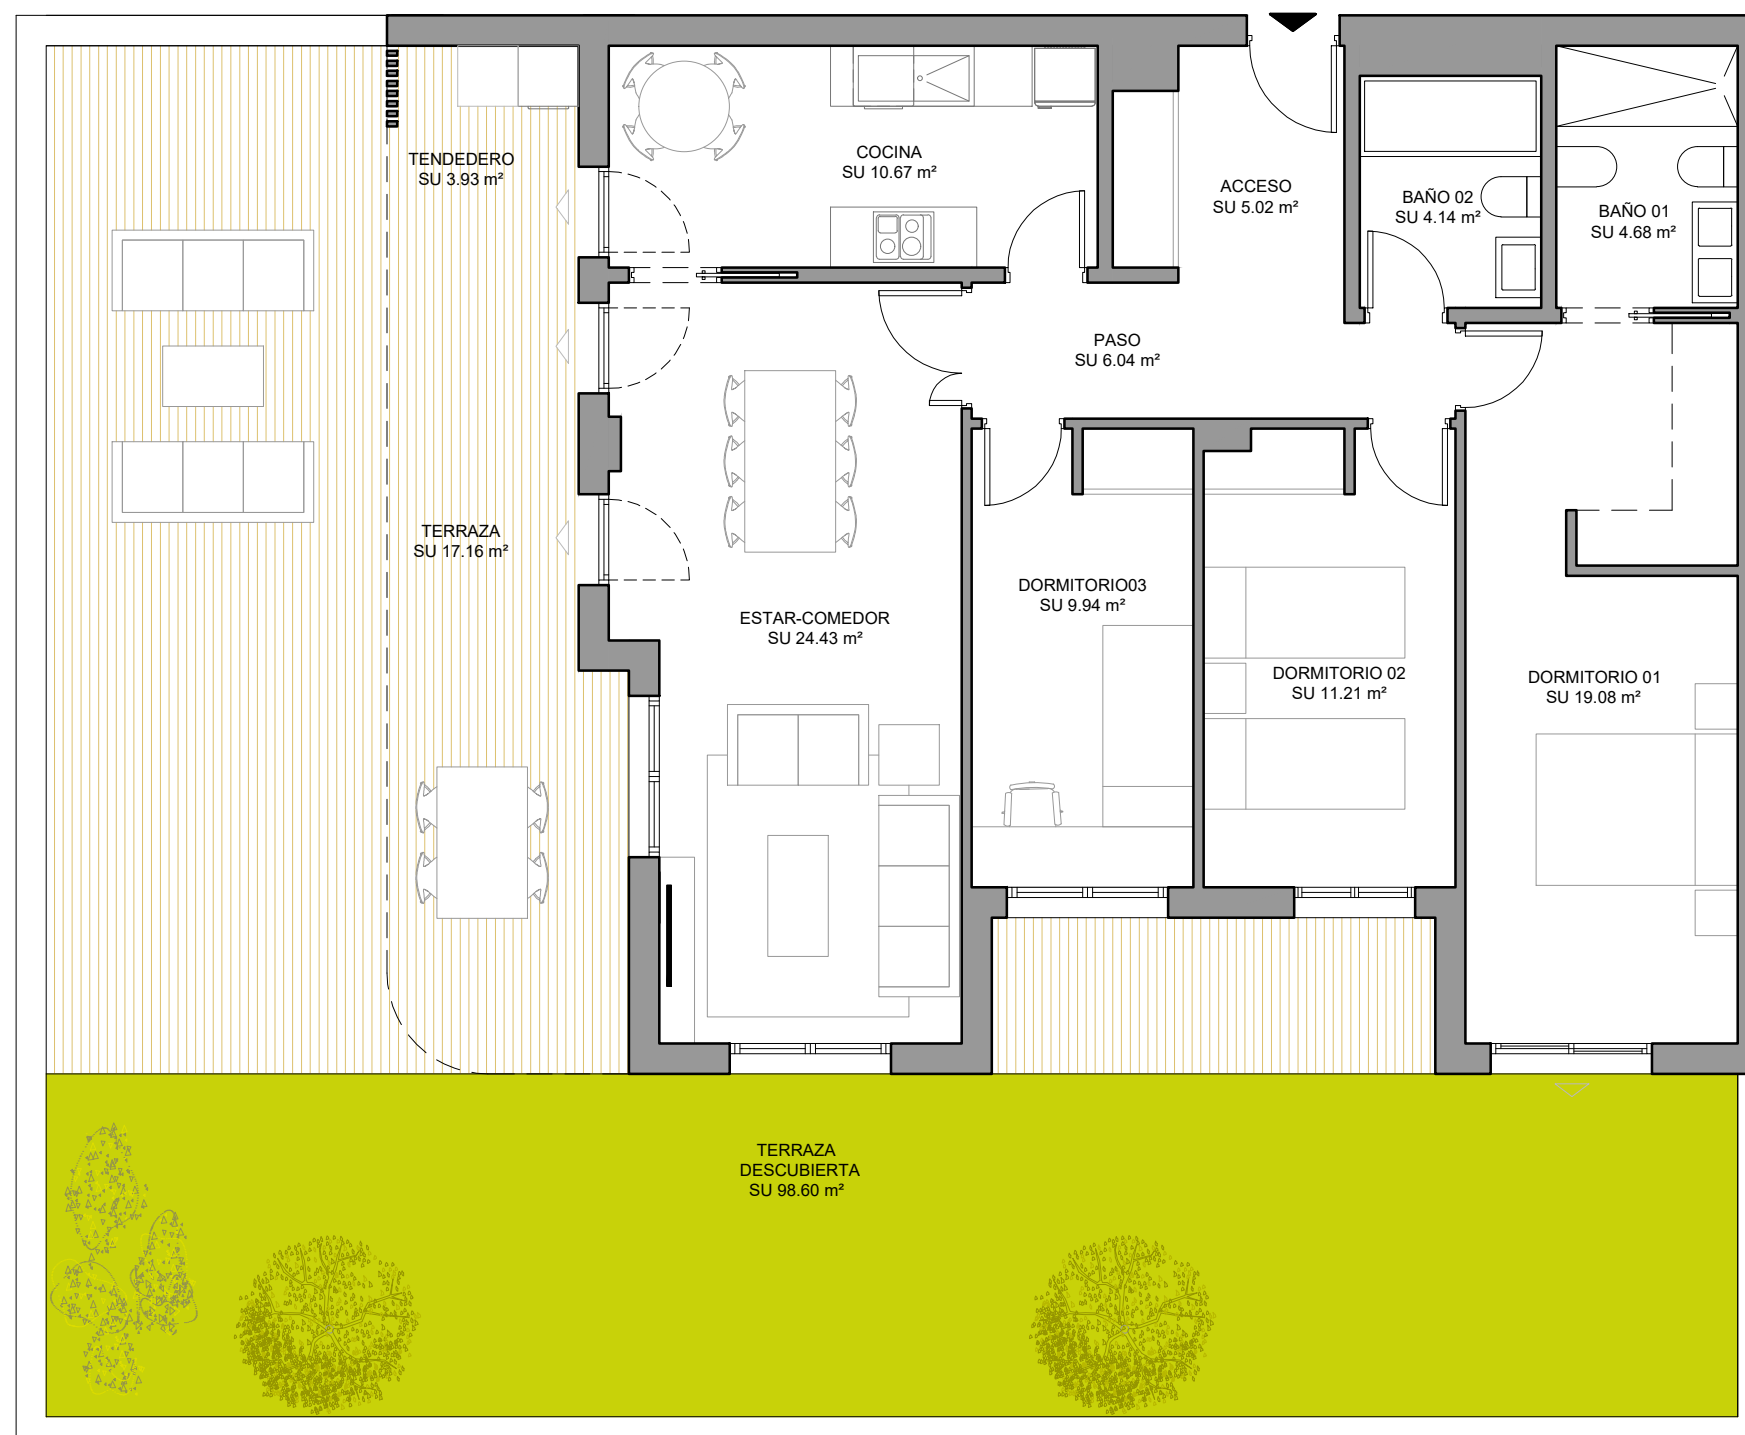 TENDEDERO
SU 3.93 m²
COCINA
SU 10.67 m²
ACCESO
SU 5.02 m²
BAÑO 02
SU 4.14 m²
BAÑO 01
SU 4.68 m²
PASO
SU 6.04 m²
TERRAZA
SU 17.16 m²
ESTAR-COMEDOR
SU 24.43 m²
DORMITORIO03
SU 9.94 m²
DORMITORIO 02
SU 11.21 m²
DORMITORIO 01
SU 19.08 m²
TERRAZA
DESCUBIERTA
SU 98.60 m²